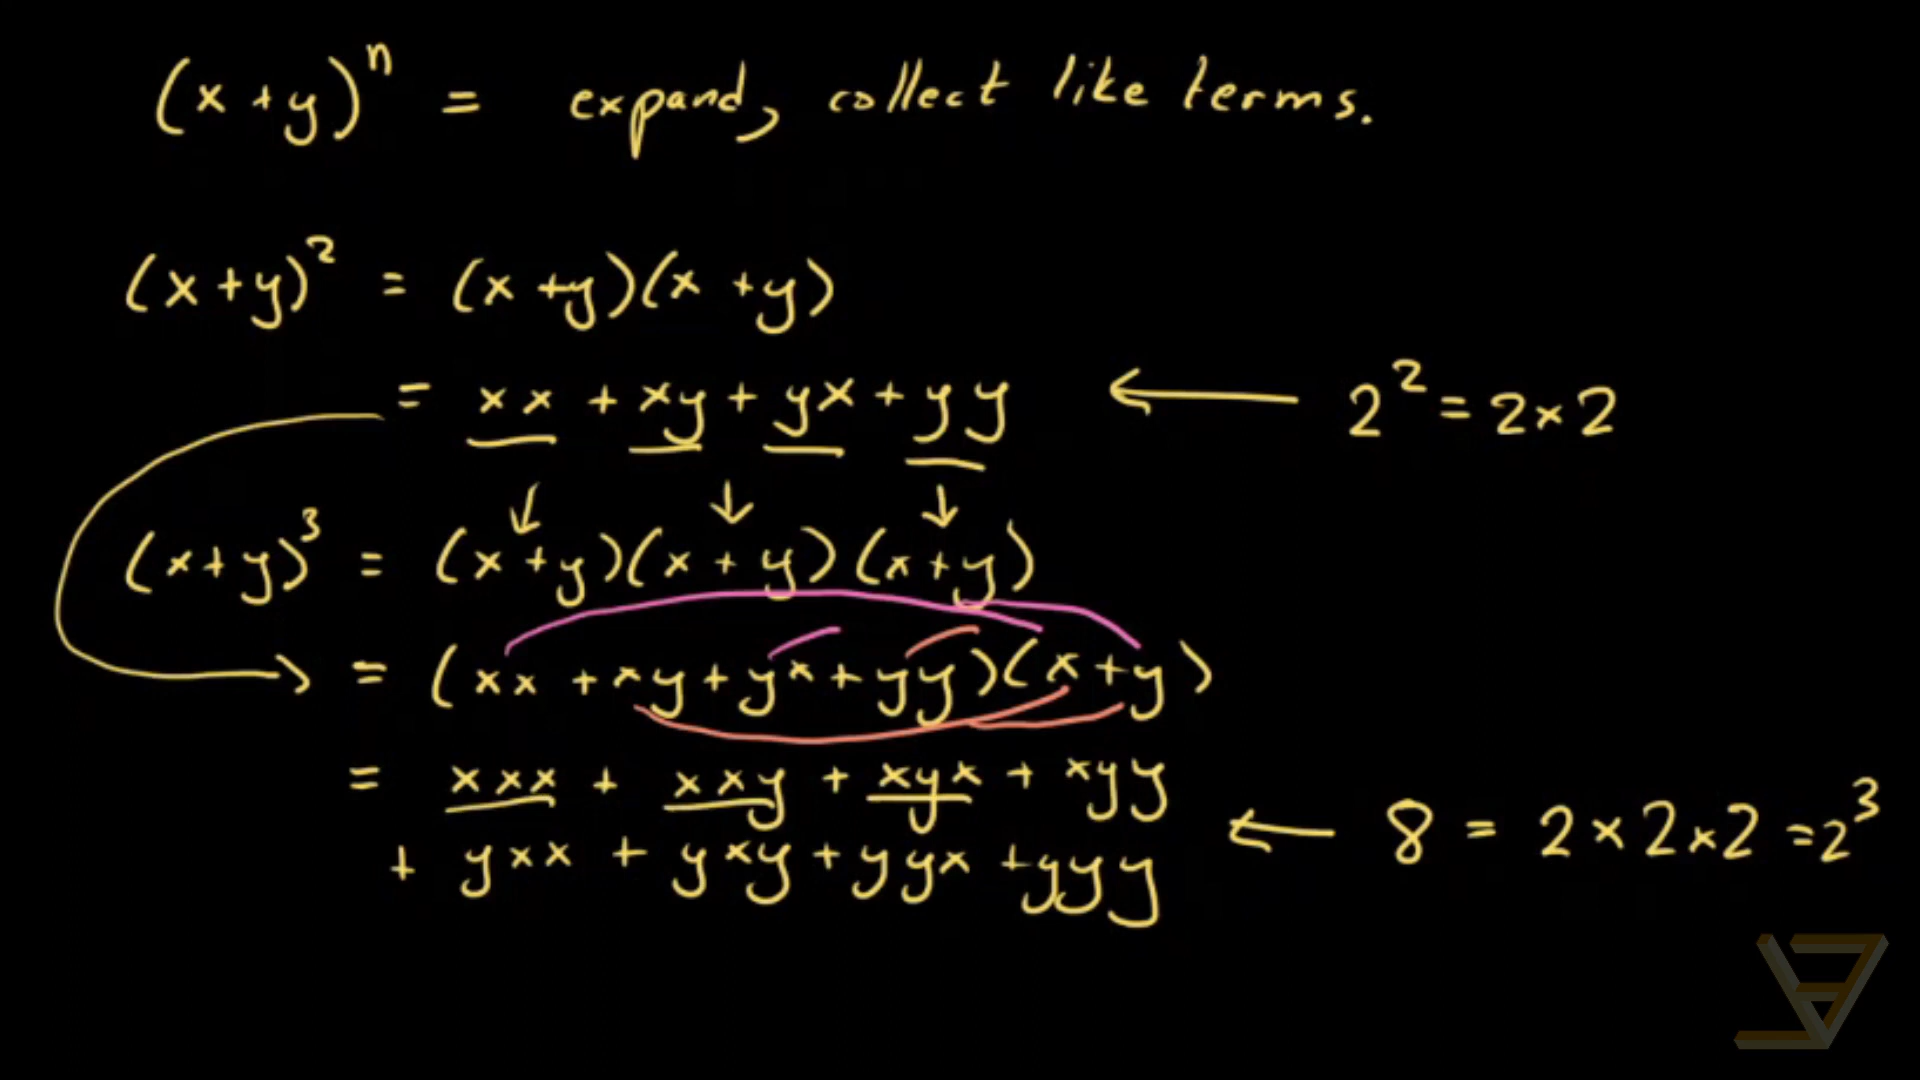 (x+y)ⁿ = expand, collect like terms.
(x+y)² = (x+y)(x+y)
= xx + xy + yx + yy ← 2² = 2×2
(x+y)³ = (x+y)(x+y)(x+y)
= (xx + xy + yx + yy)(x+y)
= xxx + xxy + xyx + xyy
+ yxx + yxy + yyx + yyy ← 8 = 2×2×2 = 2³